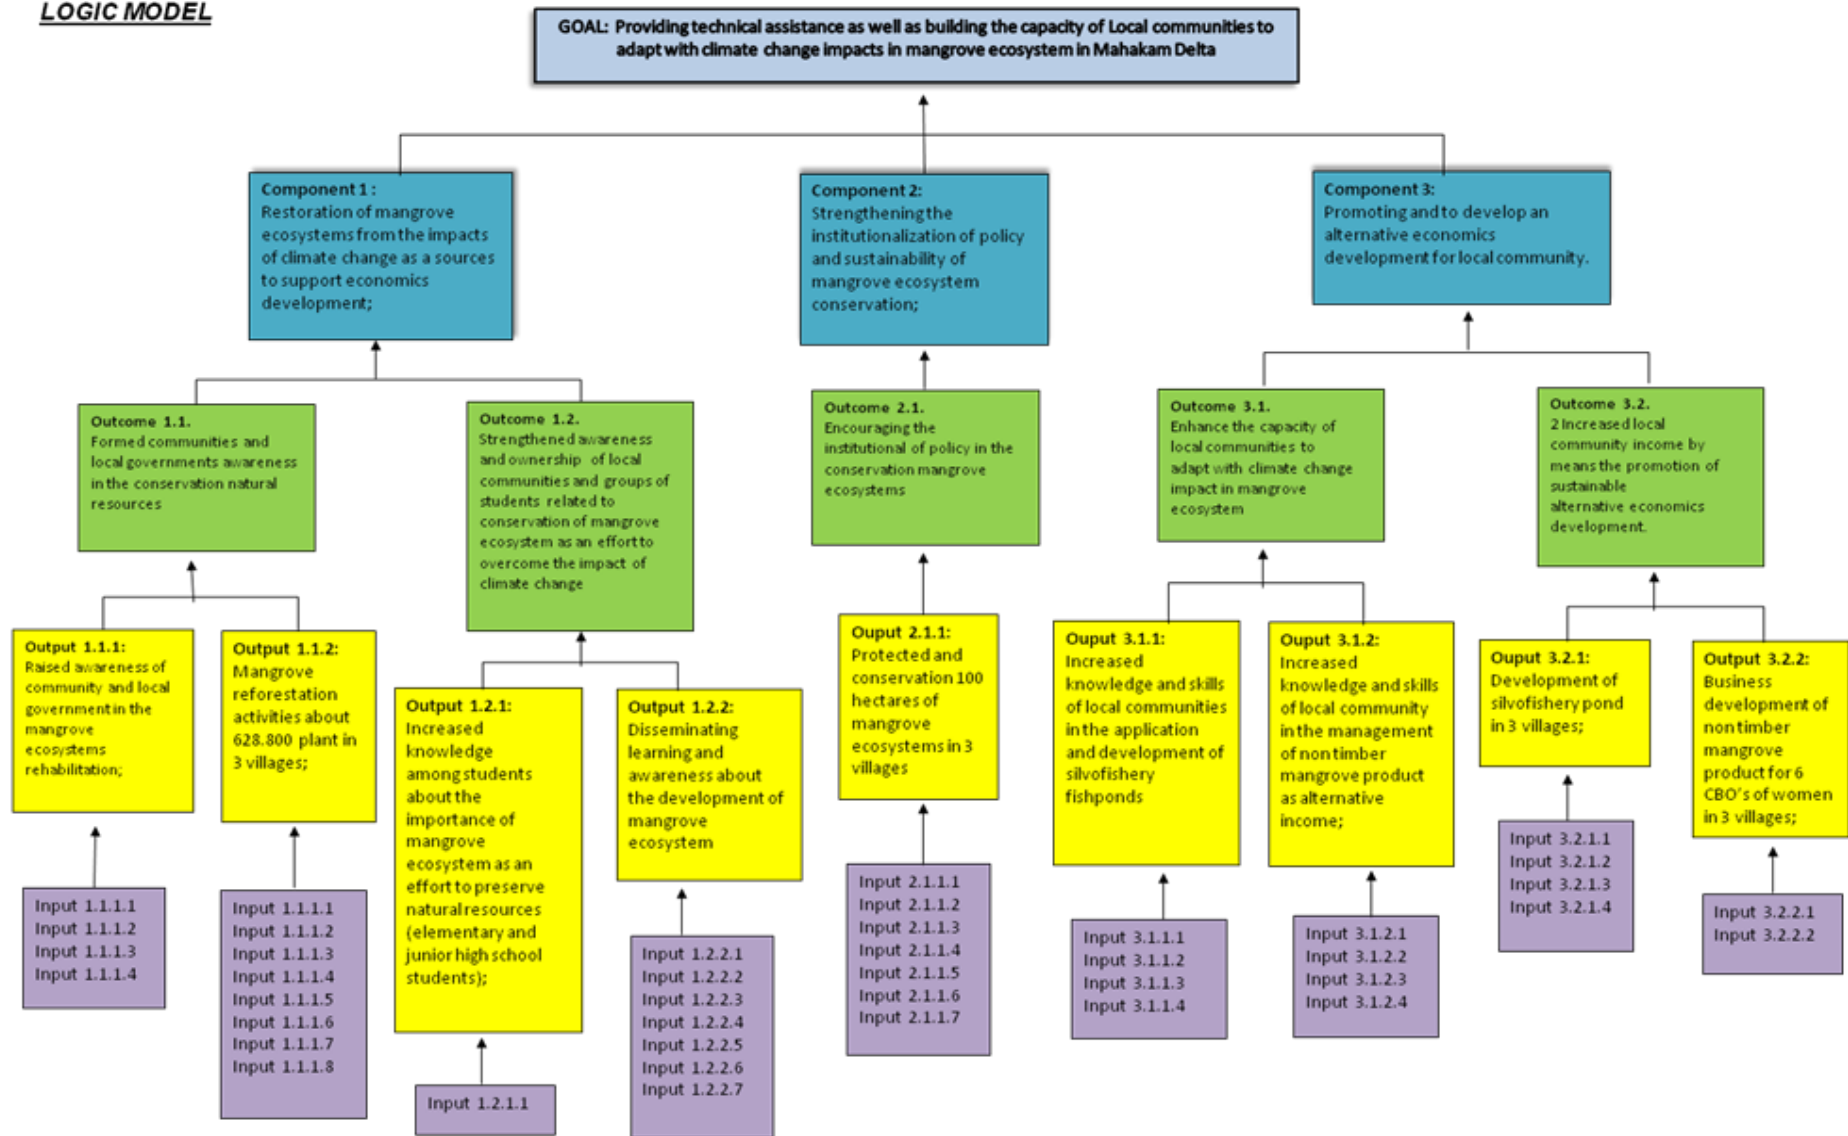 LOGIC MODEL
GOAL: Providing technical assistance as well as building the capacity of Local communities to
adapt with climate change impacts in mangrove ecosystem in Mahakam Delta
Component 1 :
Restoration of mangrove
ecosystems from the impacts
of climate change as a sources
to support economics
development;
Component 2:
Strengthening the
institutionalization of policy
and sustainability of
mangrove ecosystem
conservation;
Component 3:
Promoting and to develop an
alternative economics
development for local community.
Outcome 1.1.
Formed communities and
local governments awareness
in the conservation natural
resources
Outcome 1.2.
Strengthened awareness
and ownership of local
communities and groups of
students related to
conservation of mangrove
ecosystem as an effort to
overcome the impact of
climate change
Outcome 2.1.
Encouraging the
institutional of policy in the
conservation mangrove
ecosystems
Outcome 3.1.
Enhance the capacity of
local communities to
adapt with climate change
impact in mangrove
ecosystem
Outcome 3.2.
2 Increased local
community income by
means the promotion of
sustainable
alternative economics
development.
Output 1.1.1:
Raised awareness of
community and local
government in the
mangrove
ecosystems
rehabilitation;
Output 1.1.2:
Mangrove
reforestation
activities about
628.800 plant in
3 villages;
Output 1.2.1:
Increased
knowledge
among students
about the
importance of
mangrove
ecosystem as an
effort to preserve
natural resources
(elementary and
junior high school
students);
Output 1.2.2:
Disseminating
learning and
awareness about
the development of
mangrove
ecosystem
Ouput 2.1.1:
Protected and
conservation 100
hectares of
mangrove
ecosystems in 3
villages
Ouput 3.1.1:
Increased
knowledge and skills
of local communities
in the application
and development of
silvofishery
fishponds
Ouput 3.1.2:
Increased
knowledge and skills
of local community
in the management
of non timber
mangrove product
as alternative
income;
Ouput 3.2.1:
Development of
silvofishery pond
in 3 villages;
Output 3.2.2:
Business
development of
non timber
mangrove
product for 6
CBO's of women
in 3 villages;
Input 1.1.1.1
Input 1.1.1.2
Input 1.1.1.3
Input 1.1.1.4
Input 1.1.1.1
Input 1.1.1.2
Input 1.1.1.3
Input 1.1.1.4
Input 1.1.1.5
Input 1.1.1.6
Input 1.1.1.7
Input 1.1.1.8
Input 1.2.1.1
Input 1.2.2.1
Input 1.2.2.2
Input 1.2.2.3
Input 1.2.2.4
Input 1.2.2.5
Input 1.2.2.6
Input 1.2.2.7
Input 2.1.1.1
Input 2.1.1.2
Input 2.1.1.3
Input 2.1.1.4
Input 2.1.1.5
Input 2.1.1.6
Input 2.1.1.7
Input 3.1.1.1
Input 3.1.1.2
Input 3.1.1.3
Input 3.1.1.4
Input 3.1.2.1
Input 3.1.2.2
Input 3.1.2.3
Input 3.1.2.4
Input 3.2.1.1
Input 3.2.1.2
Input 3.2.1.3
Input 3.2.1.4
Input 3.2.2.1
Input 3.2.2.2